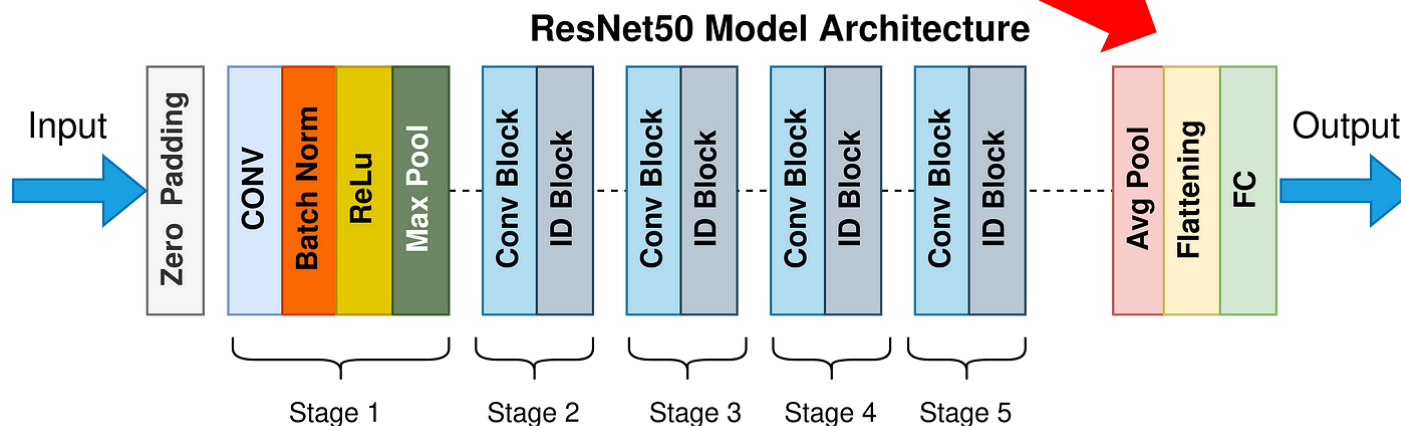 ResNet50 Model Architecture
Input
Zero Padding
CONV
Batch Norm
ReLu
Max Pool
Conv Block
ID Block
Conv Block
ID Block
Conv Block
ID Block
Conv Block
ID Block
Avg Pool
Flattening
FC
Output
Stage 1
Stage 2
Stage 3
Stage 4
Stage 5